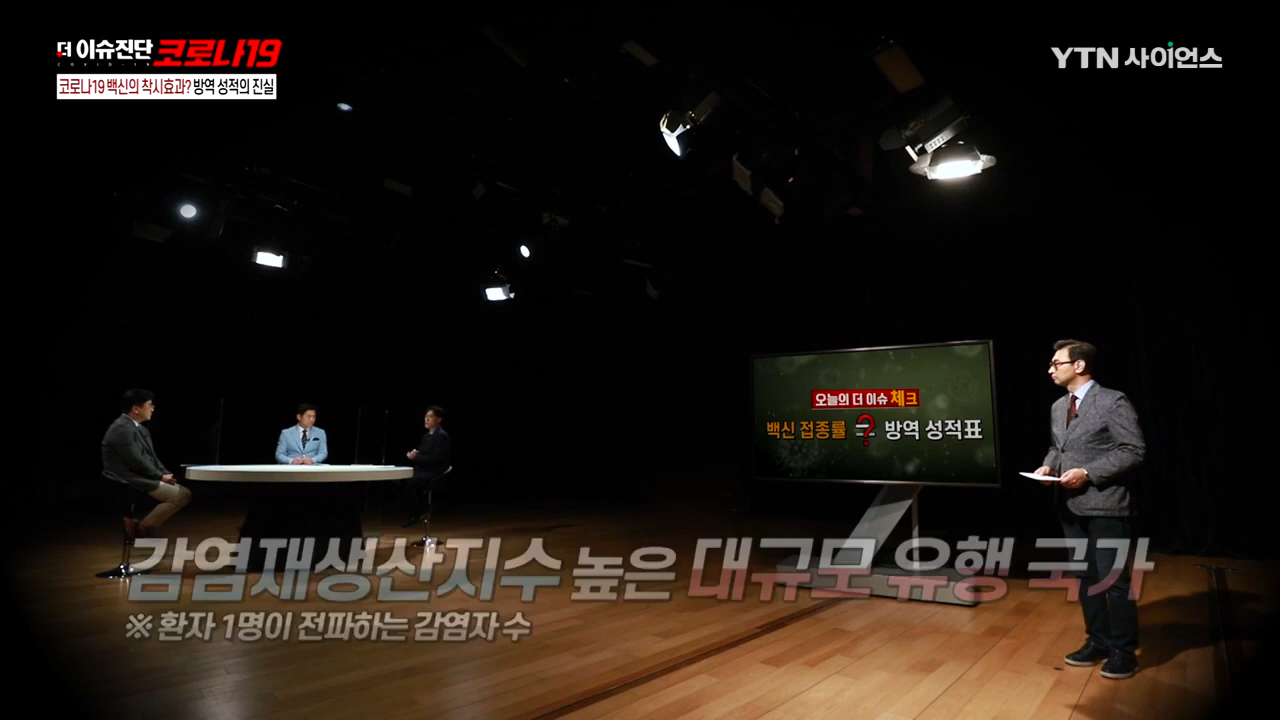 더 이슈진단 코로나19
COVID-19
코로나19 백신의 착시효과? 방역 성적의 진실
YTN 사이언스
오늘의 더 이슈 체크
백신 접종률 = ? 방역 성적표
감염재생산지수 높은 대규모 유행 국가
※ 환자 1명이 전파하는 감염자 수